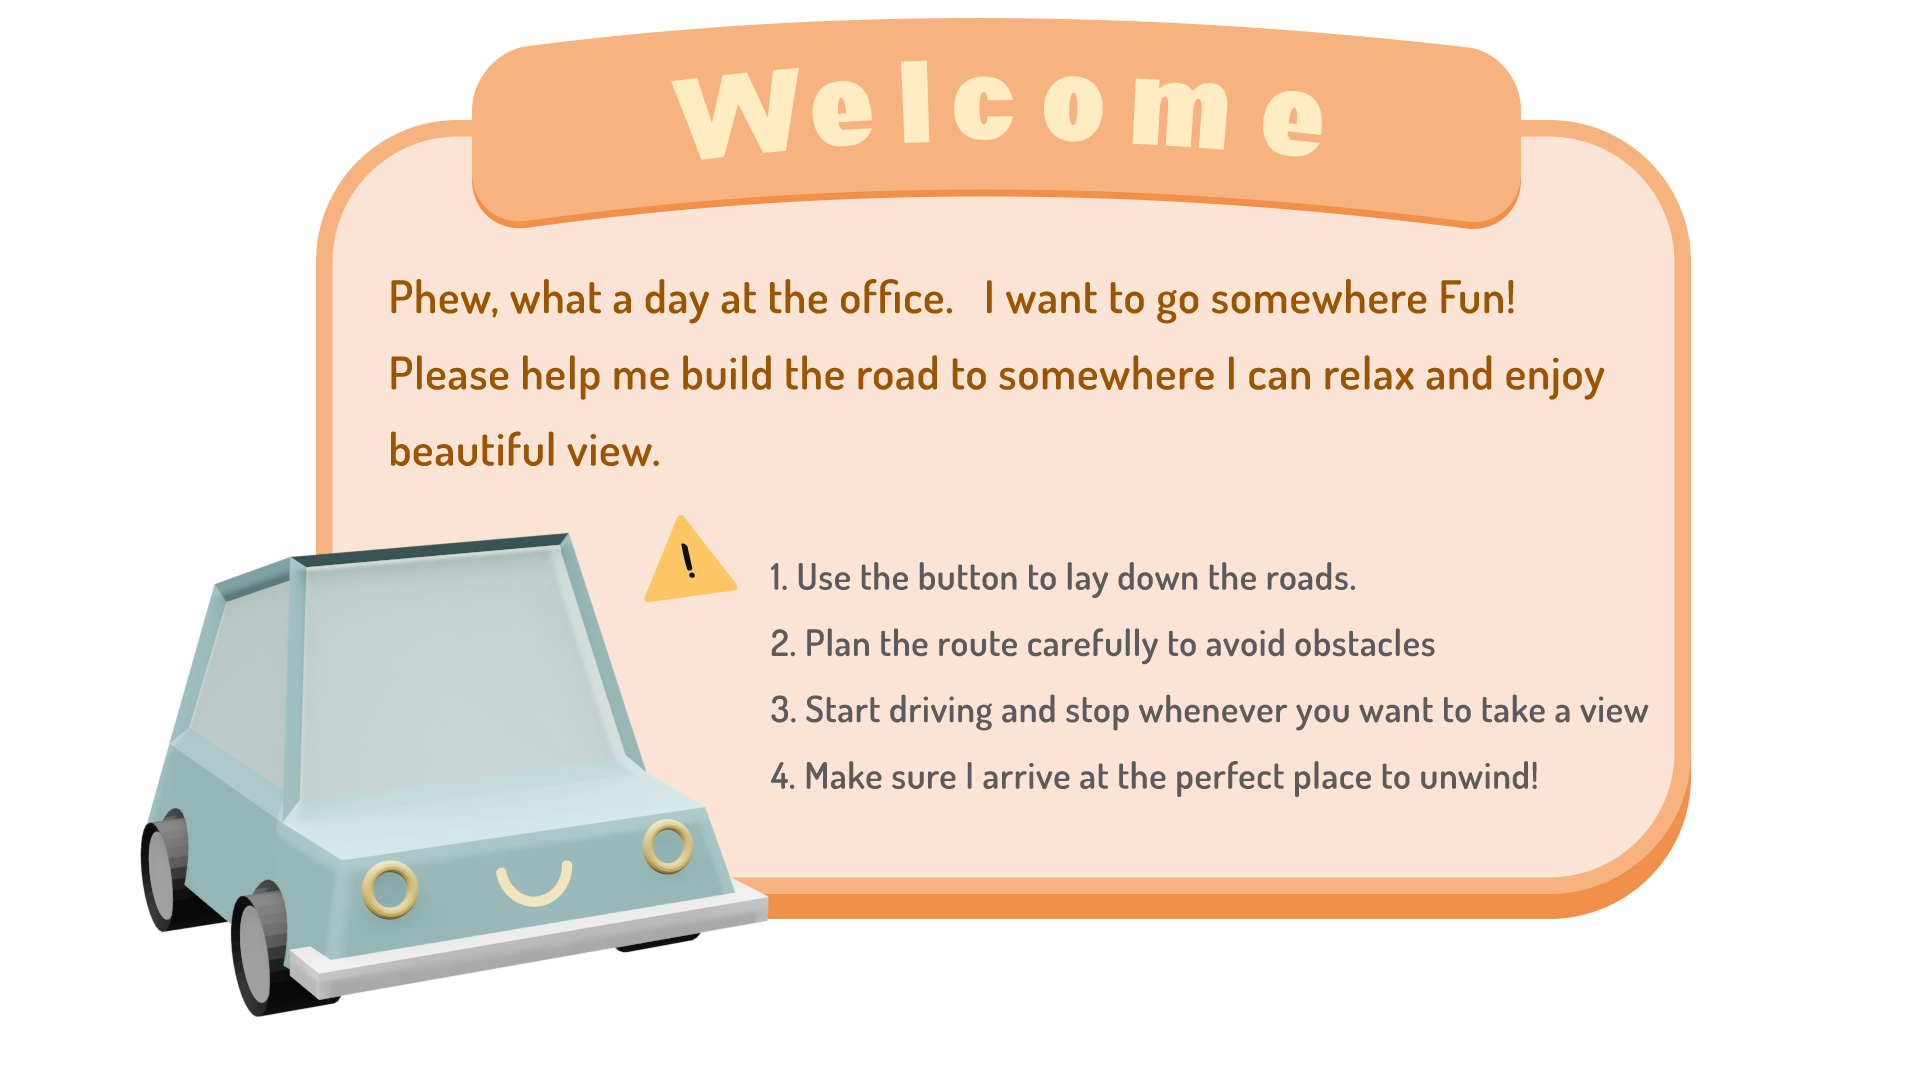 Welcome
Phew, what a day at the office. I want to go somewhere Fun!
Please help me build the road to somewhere I can relax and enjoy
beautiful view.
!
1. Use the button to lay down the roads.
2. Plan the route carefully to avoid obstacles
3. Start driving and stop whenever you want to take a view
4. Make sure I arrive at the perfect place to unwind!